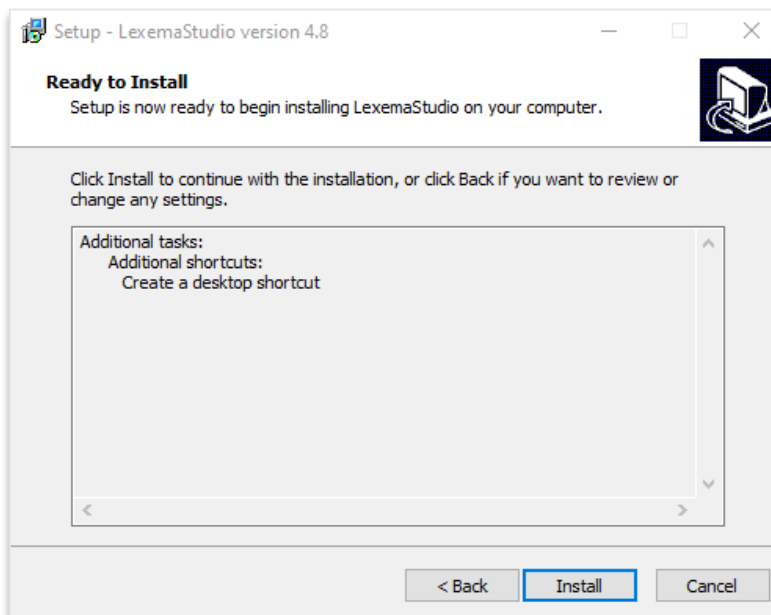 Setup - LexemaStudio version 4.8
Ready to Install
Setup is now ready to begin installing LexemaStudio on your computer.
Click Install to continue with the installation, or click Back if you want to review or
change any settings.
Additional tasks:
Additional shortcuts:
Create a desktop shortcut
< Back
Install
Cancel